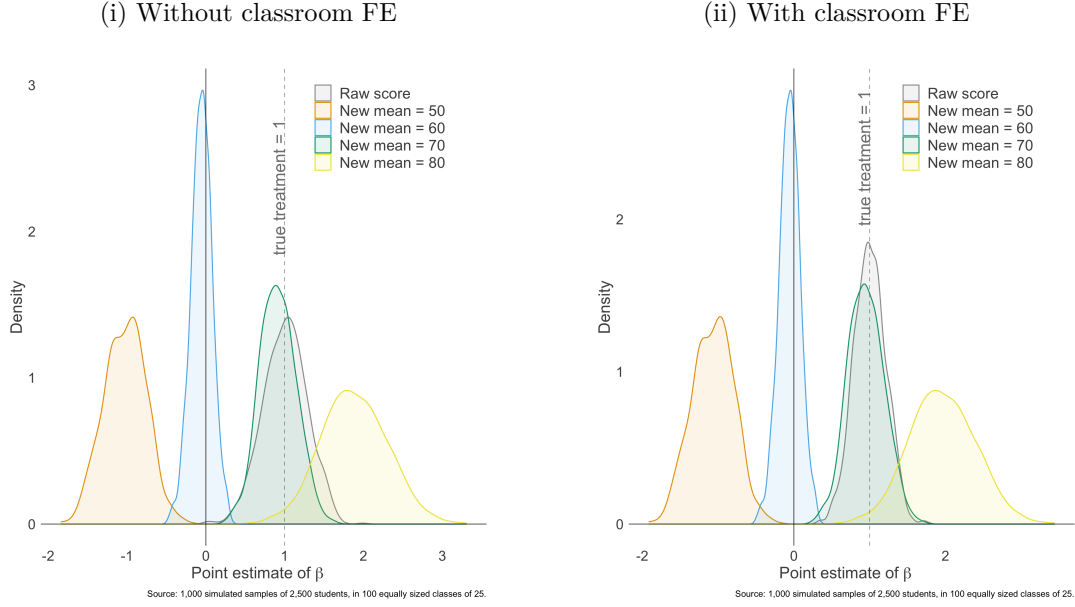 (i) Without classroom FE
3
2
1
0
Density
true treatment = 1
Raw score
New mean = 50
New mean = 60
New mean = 70
New mean = 80
-2 -1 0 1 2 3
Point estimate of β
Source: 1,000 simulated samples of 2,500 students, in 100 equally sized classes of 25.
(ii) With classroom FE
2
1
0
Density
true treatment = 1
Raw score
New mean = 50
New mean = 60
New mean = 70
New mean = 80
-2 0 2
Point estimate of β
Source: 1,000 simulated samples of 2,500 students, in 100 equally sized classes of 25.